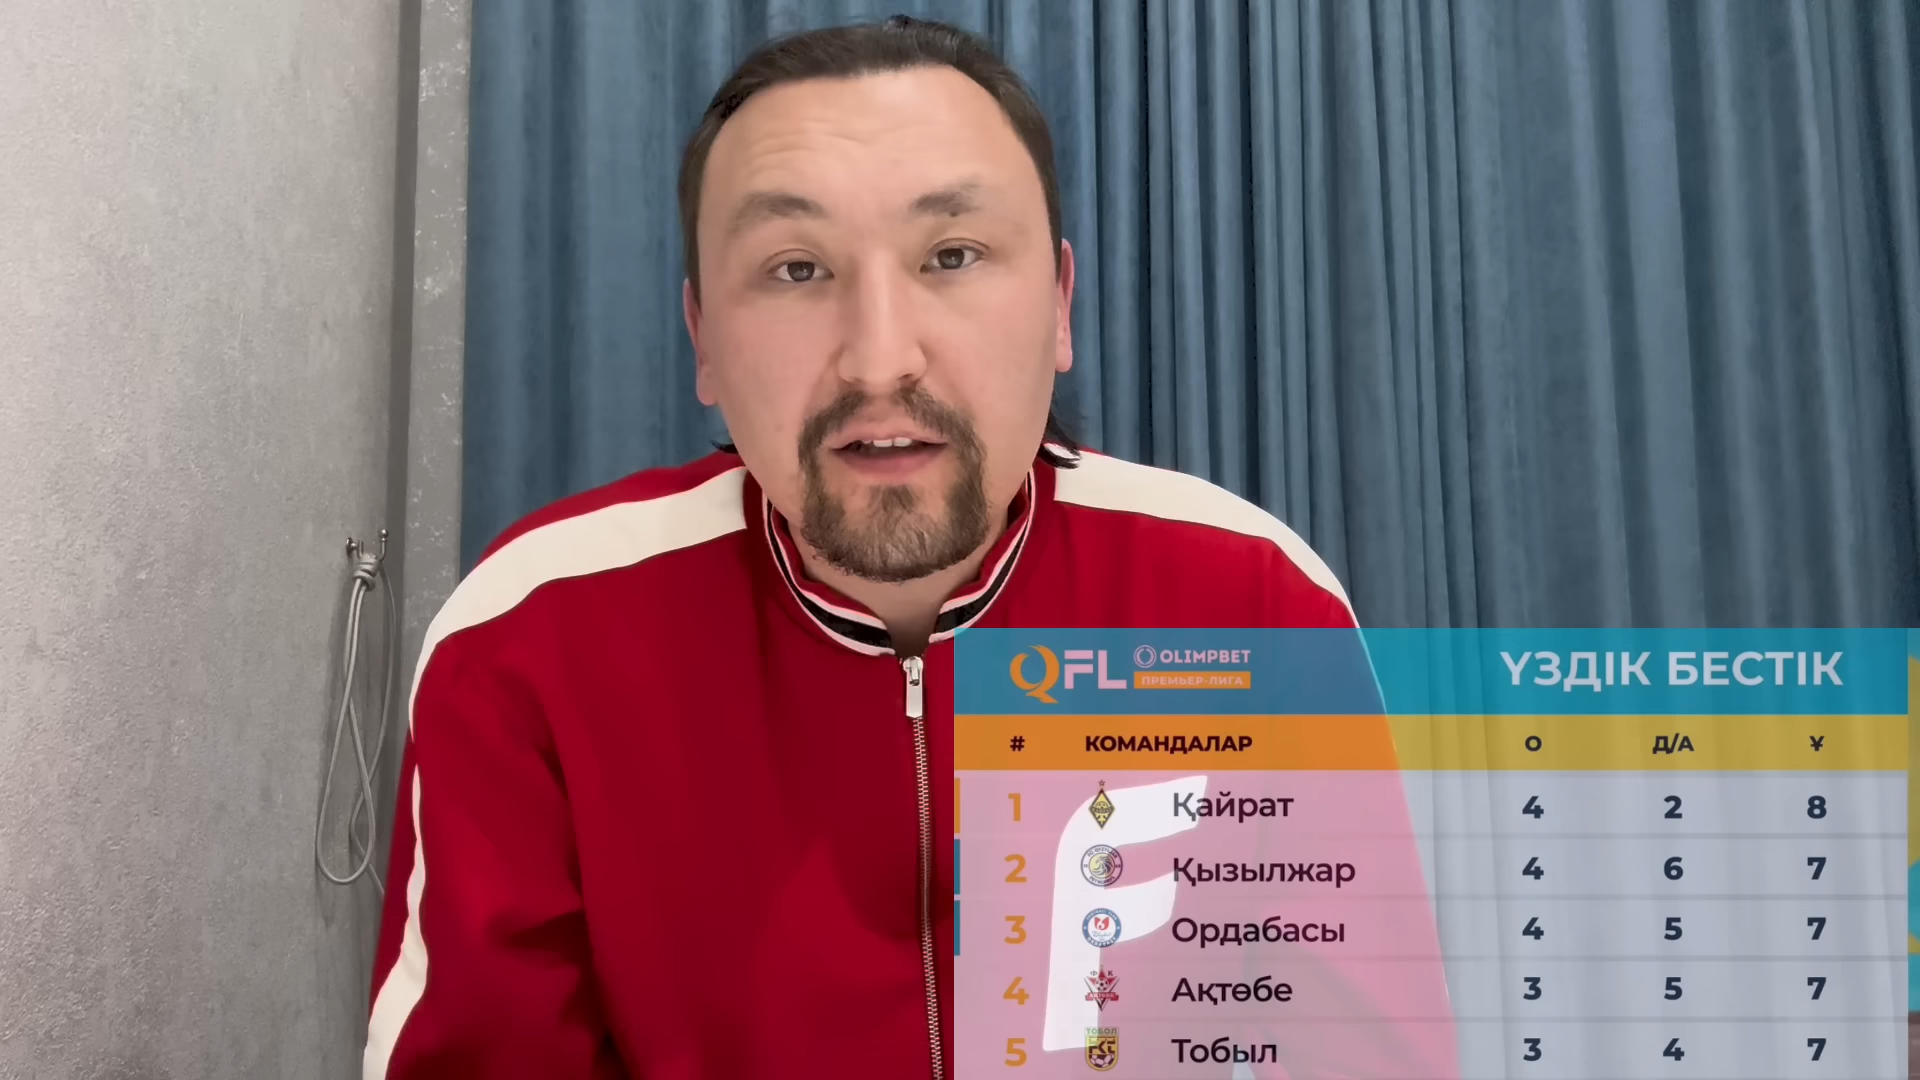 QFL OLIMPBET
ПРЕМЬЕР-ЛИГА
ҮЗДІК БЕСТІК
# КОМАНДАЛАР О Д/А Ұ
1 Қайрат 4 2 8
2 Қызылжар 4 6 7
3 Ордабасы 4 5 7
4 Ақтөбе 3 5 7
5 ТОБОЛ Тобыл 3 4 7
F